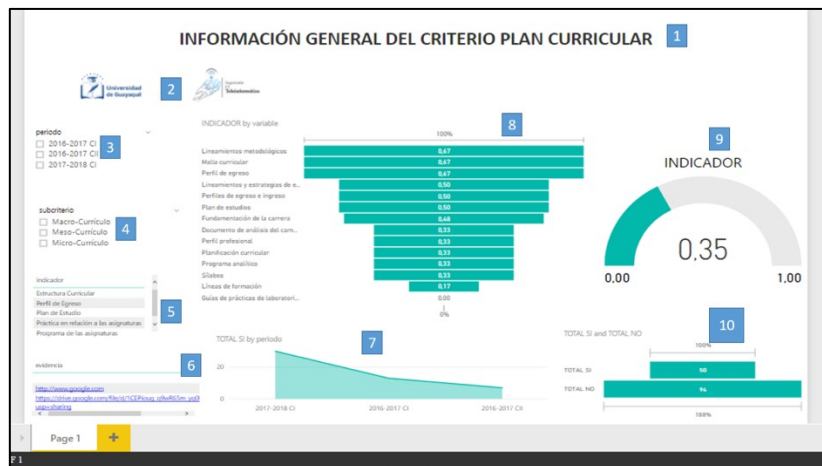 INFORMACIÓN GENERAL DEL CRITERIO PLAN CURRICULAR
1
Universidad
de Guayaquil
2
Teleinformática
periodo
2016-2017 CI
2016-2017 CII
2017-2018 CI
3
subcriterio
Macro-Currículo
Meso-Currículo
Micro-Currículo
4
indicador
Estructura Curricular
Perfil de Egreso
Plan de Estudio
Práctica en relación a las asignaturas
Programa de las asignaturas
5
evidencia
6
http://www.google.com
usp=sharing
INDICADOR by variable
8
100%
Lineamientos metodológicos 0,67
Malla curricular 0,67
Perfil de egreso 0,67
Lineamientos y estrategias de e... 0,50
Perfiles de egreso e ingreso 0,50
Plan de estudios 0,50
Fundamentación de la carrera 0,48
Documento de análisis del cam... 0,33
Perfil profesional 0,33
Planificación curricular 0,33
Programa analítico 0,33
Sílabos 0,33
Líneas de formación 0,17
Guías de prácticas de laboratori... 0,00
0%
9
INDICADOR
0,35
0,00
1,00
TOTAL SI by periodo
7
20
0
2017-2018 CI
2016-2017 CI
2016-2017 CII
TOTAL SI and TOTAL NO
10
100%
TOTAL SI 50
TOTAL NO 94
188%
Page 1
+
F 1